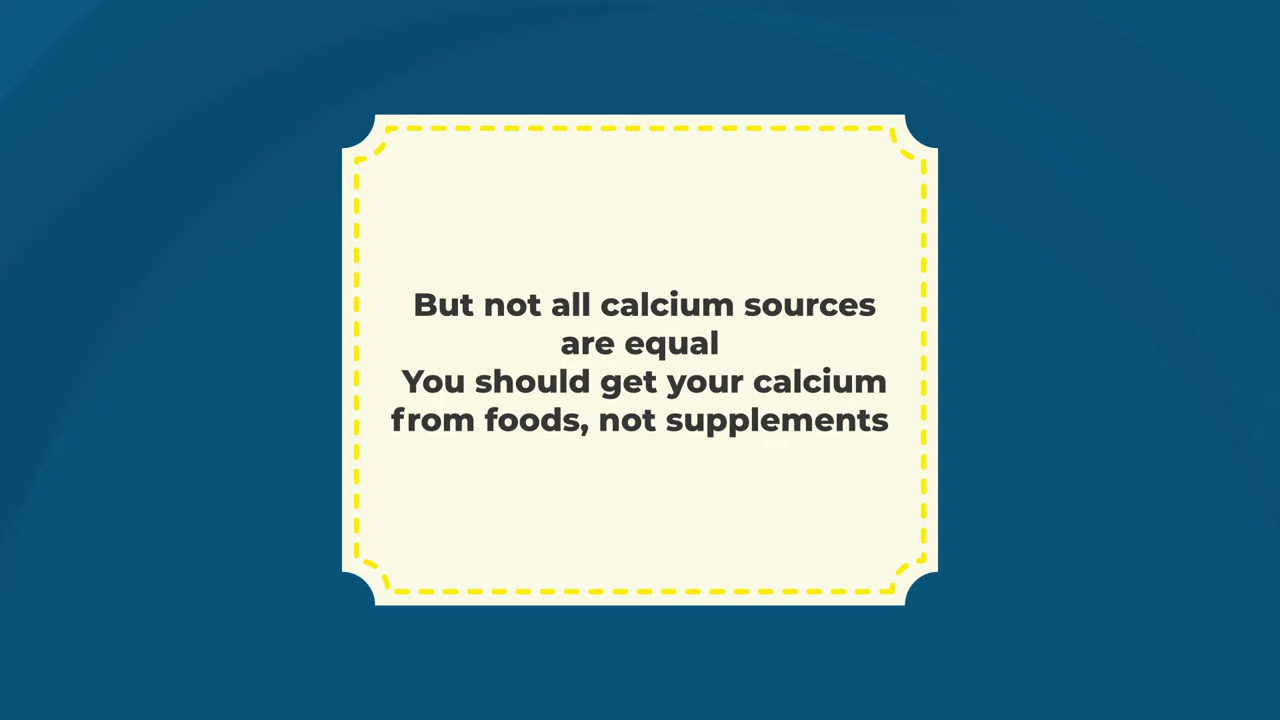 But not all calcium sources
are equal
You should get your calcium
from foods, not supplements